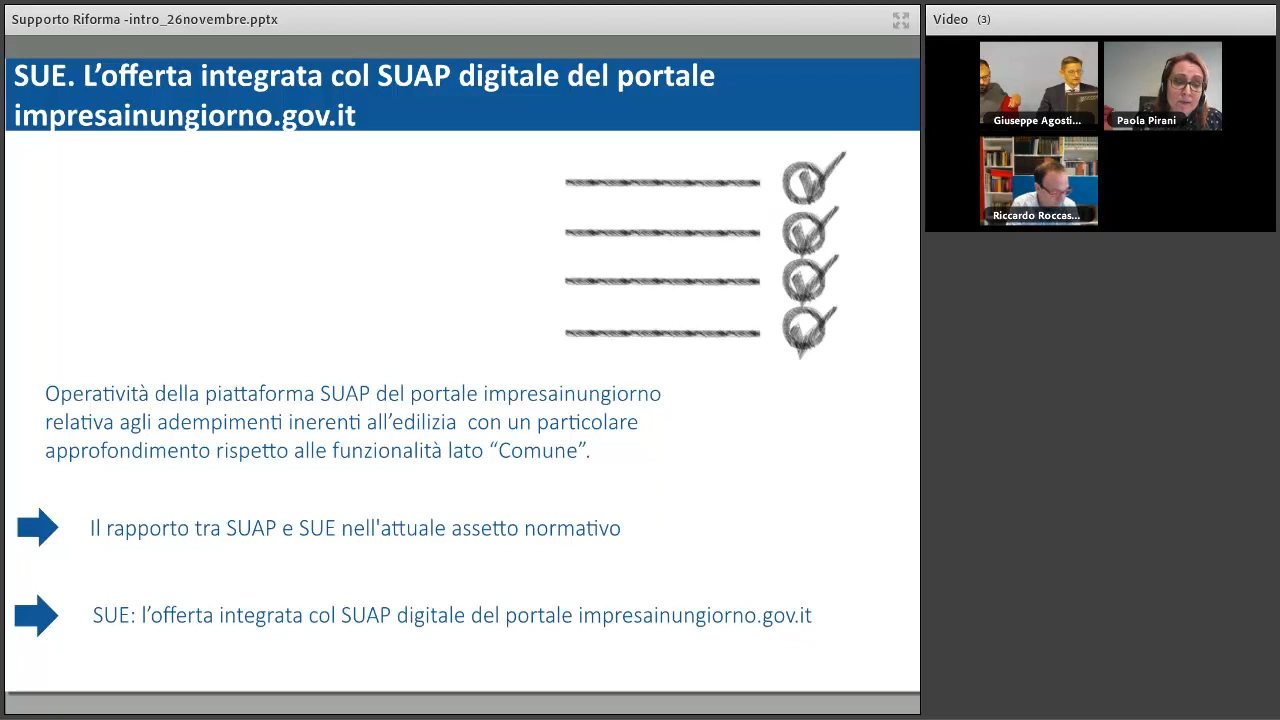 Supporto Riforma -intro_26novembre.pptx
SUE. L’offerta integrata col SUAP digitale del portale
impresainungiorno.gov.it
Operatività della piattaforma SUAP del portale impresainungiorno
relativa agli adempimenti inerenti all’edilizia con un particolare
approfondimento rispetto alle funzionalità lato “Comune”.
Il rapporto tra SUAP e SUE nell'attuale assetto normativo
SUE: l’offerta integrata col SUAP digitale del portale impresainungiorno.gov.it
Video (3)
Giuseppe Agosti...
Paola Pirani
Riccardo Roccas...